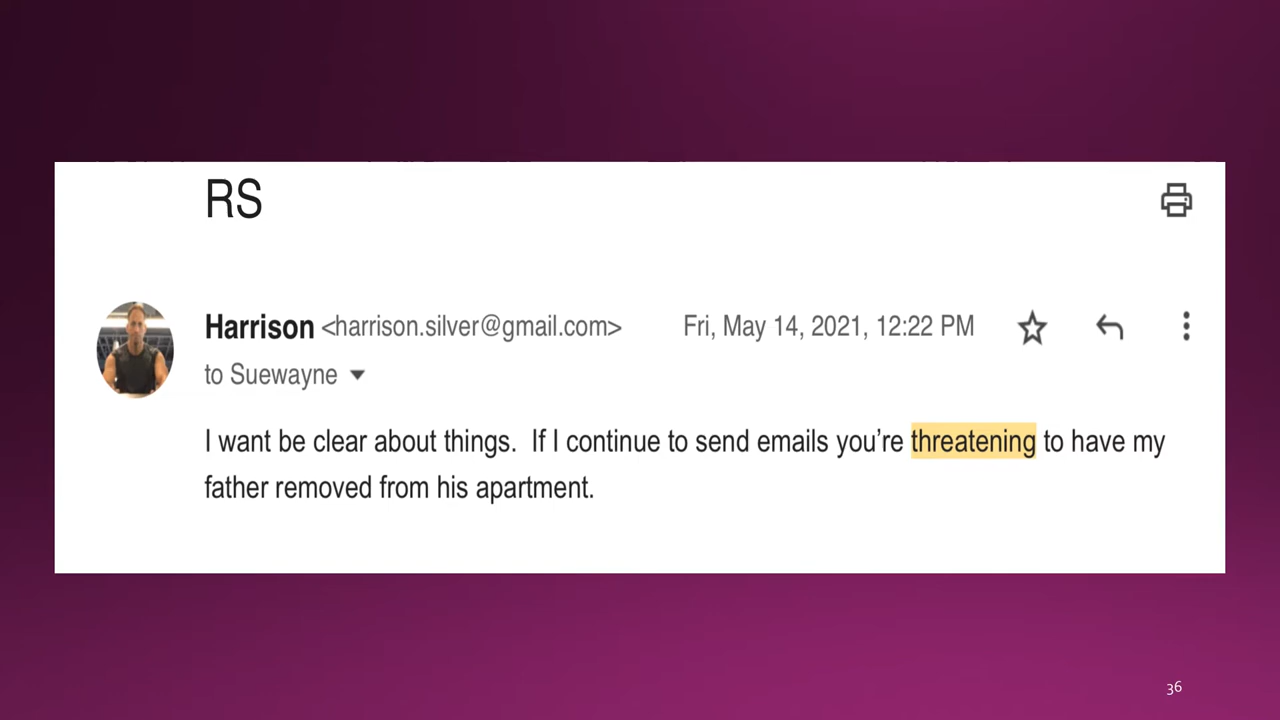 RS
Harrison <harrison.silver@gmail.com> Fri, May 14, 2021, 12:22 PM
to Suewayne
I want be clear about things.  If I continue to send emails you’re threatening to have my
father removed from his apartment.
36